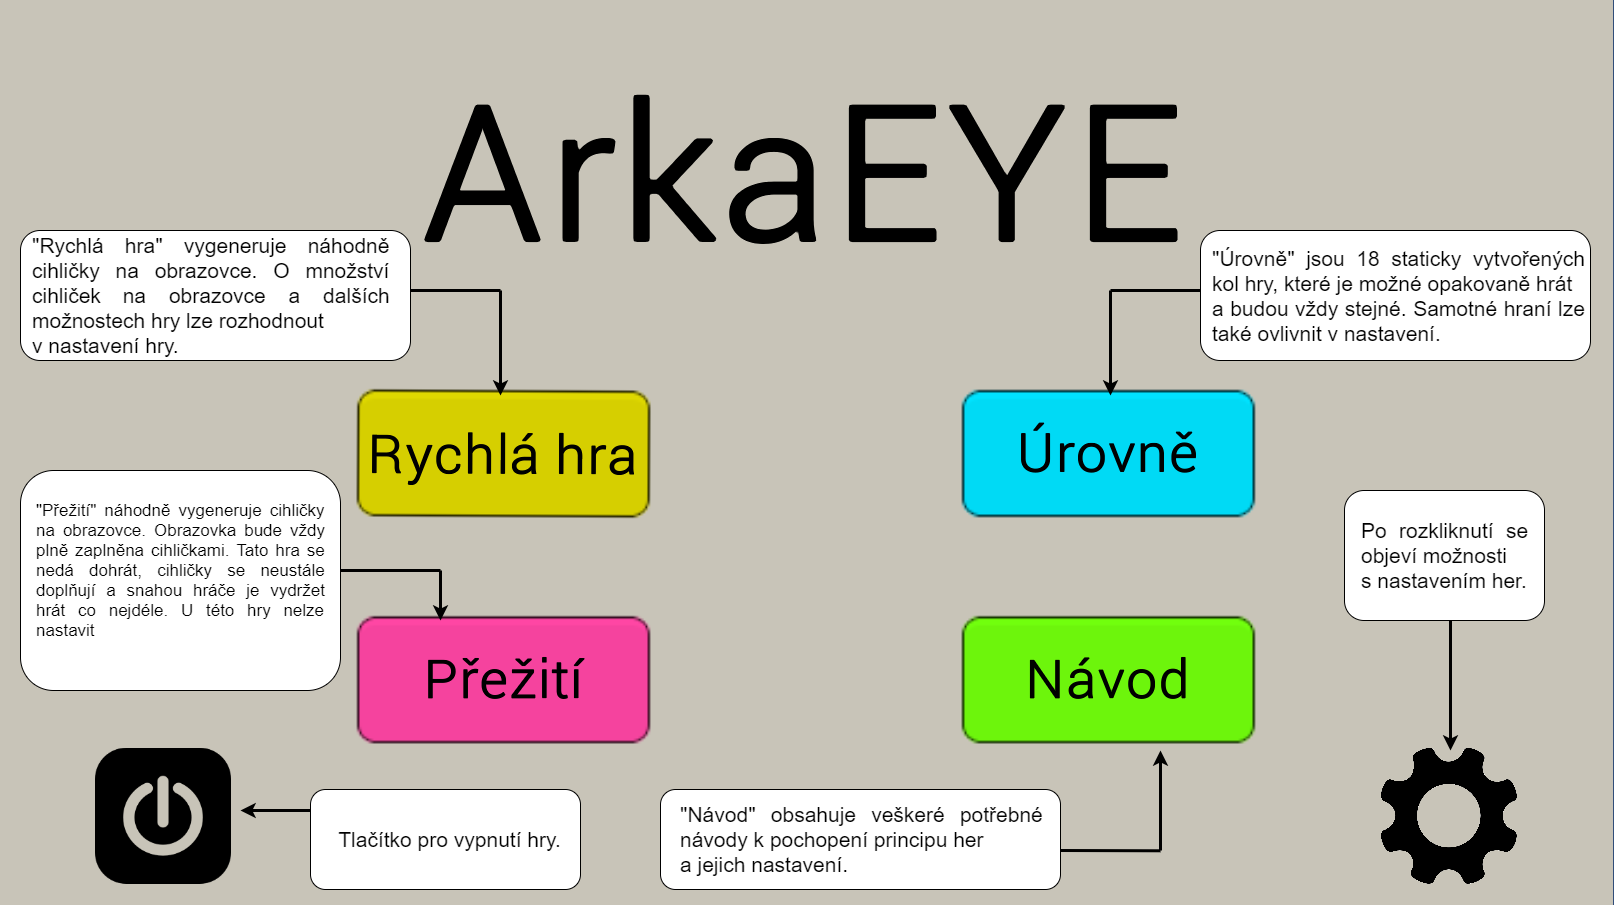 ArkaEYE
"Rychlá hra" vygeneruje náhodně
cihličky na obrazovce. O množství
cihliček na obrazovce a dalších
možnostech hry lze rozhodnout
v nastavení hry.
"Úrovně" jsou 18 staticky vytvořených
kol hry, které je možné opakovaně hrát
a budou vždy stejné. Samotné hraní lze
také ovlivnit v nastavení.
Rychlá hra
Úrovně
"Přežití" náhodně vygeneruje cihličky
na obrazovce. Obrazovka bude vždy
plně zaplněna cihličkami. Tato hra se
nedá dohrát, cihličky se neustále
doplňují a snahou hráče je vydržet
hrát co nejdéle. U této hry nelze
nastavit
Po rozkliknutí se
objeví možnosti
s nastavením her.
Přežití
Návod
Tlačítko pro vypnutí hry.
"Návod" obsahuje veškeré potřebné
návody k pochopení principu her
a jejich nastavení.